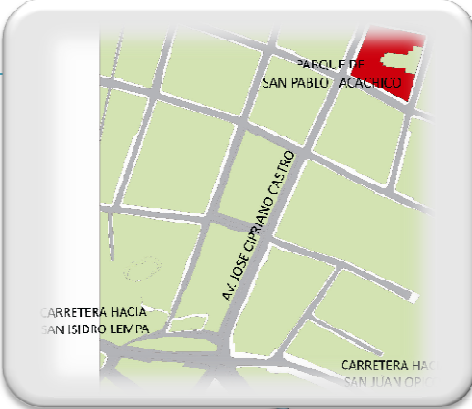 PARQUE DE
SAN PABLO TACACHICO
AV. JOSE CIPRIANO CASTRO
CARRETERA HACIA
SAN ISIDRO LEMPA
CARRETERA HAC
SAN JUAN OPIC